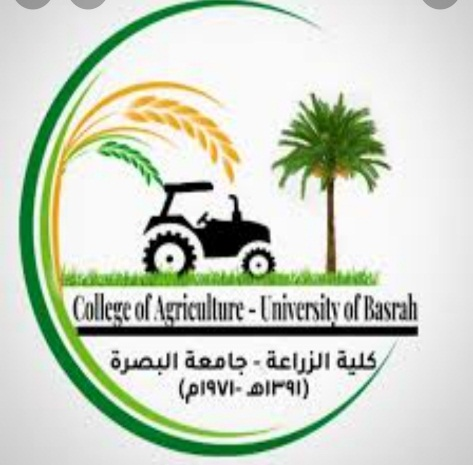 College of Agriculture - University of Basrah
كلية الزراعة - جامعة البصرة
(١٣٩١هـ -١٩٧١م)